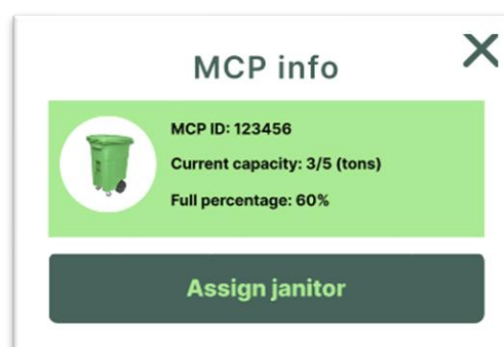 MCP info
MCP ID: 123456
Current capacity: 3/5 (tons)
Full percentage: 60%
Assign janitor